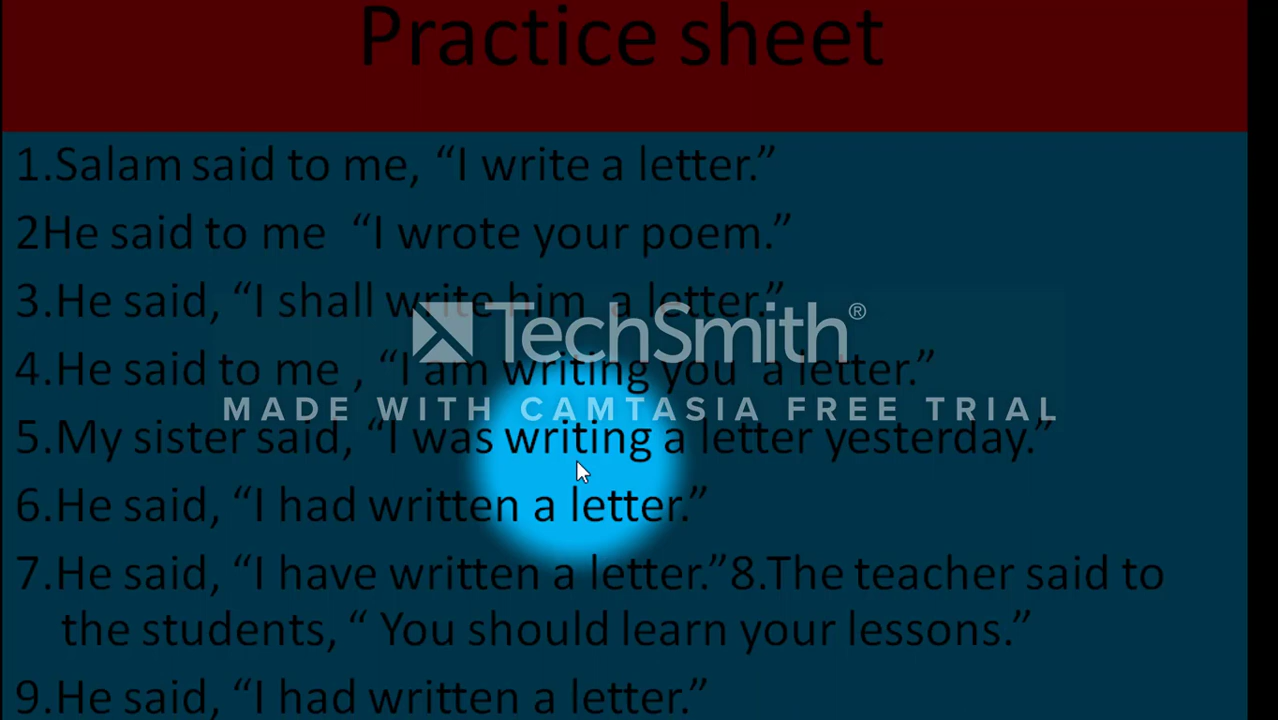 Practice sheet
1.Salam said to me, “I write a letter.”
2He said to me “I wrote your poem.”
3.He said, “I shall write him a letter.”
TechSmith®
4.He said to me , “I am writing you a letter.”
MADE WITH CAMTASIA FREE TRIAL
5.My sister said, “I was writing a letter yesterday.”
6.He said, “I had written a letter.”
7.He said, “I have written a letter.”8.The teacher said to
the students, “ You should learn your lessons.”
9.He said, “I had written a letter.”